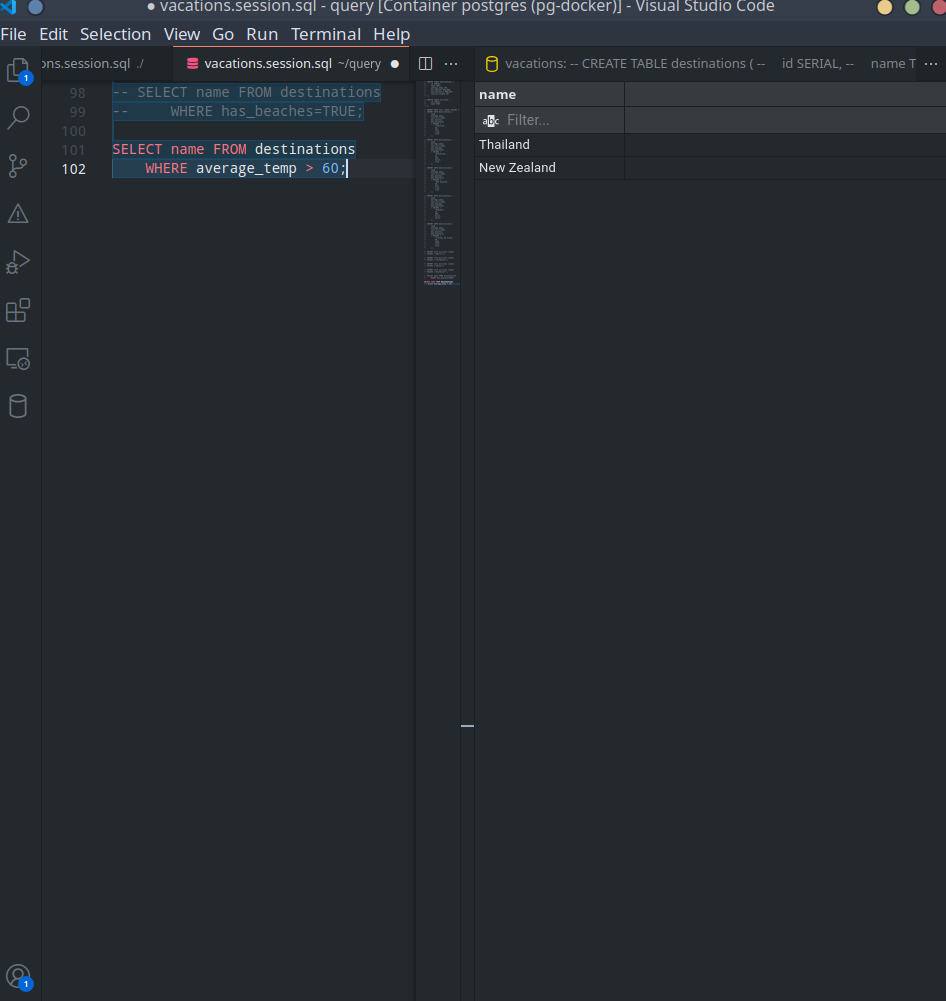 ● vacations.session.sql - query [Container postgres (pg-docker)] - Visual Studio Code
File Edit Selection View Go Run Terminal Help
ons.session.sql ./
vacations.session.sql ~/query ●
vacations: -- CREATE TABLE destinations ( -- id SERIAL, -- name T
1
98 -- SELECT name FROM destinations
99 -- WHERE has_beaches=TRUE;
100
101 SELECT name FROM destinations
102 WHERE average_temp > 60;
name
abc Filter...
Thailand
New Zealand
1